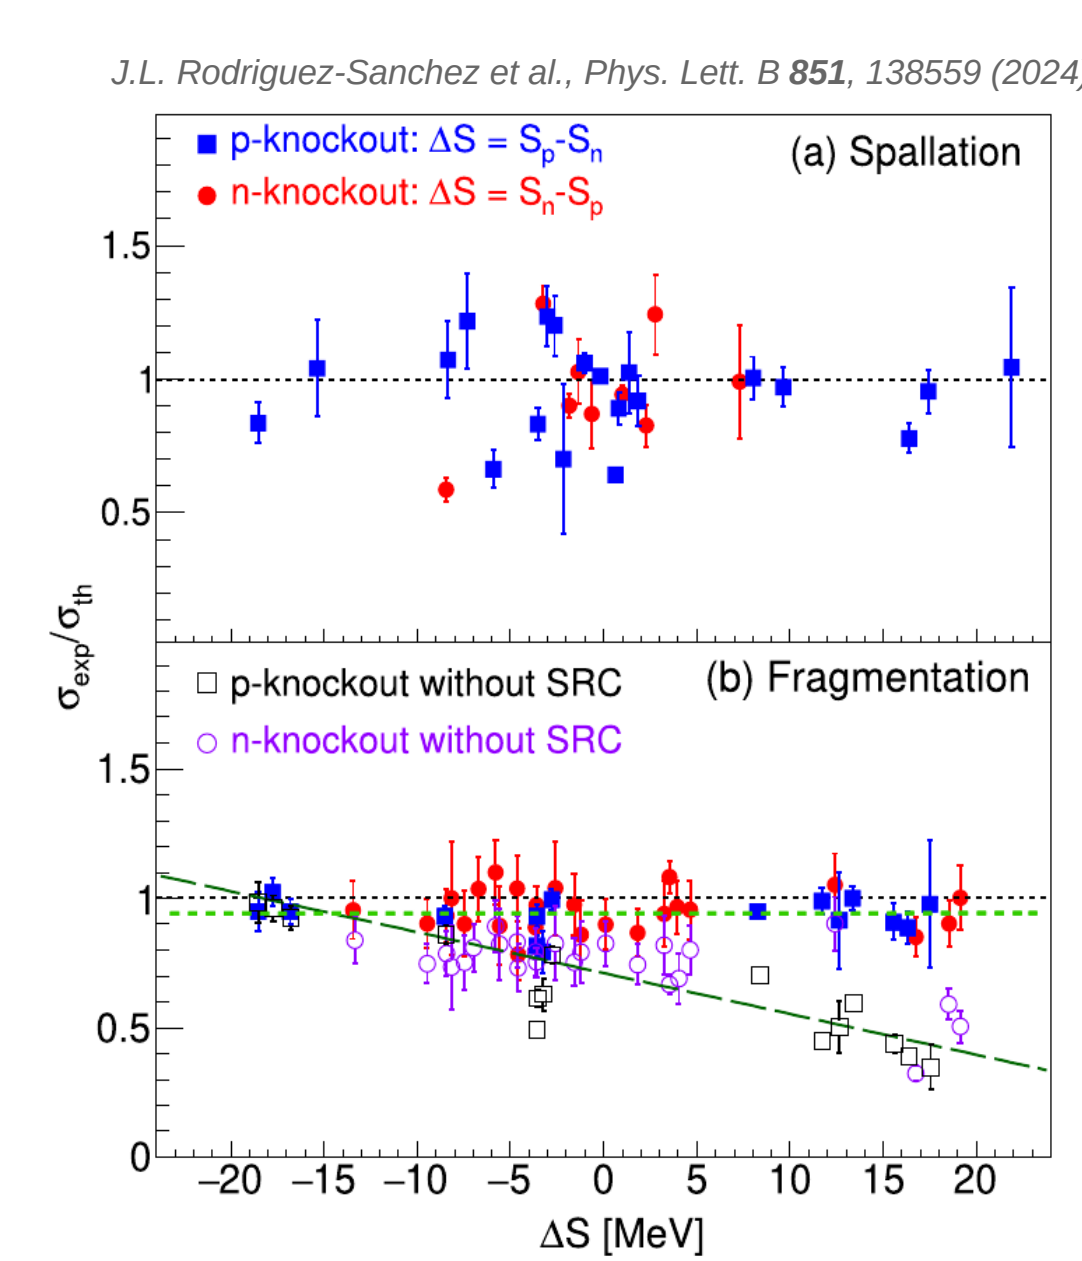 J.L. Rodriguez-Sanchez et al., Phys. Lett. B 851, 138559 (2024)
p-knockout: ΔS = Sp-Sn
(a) Spallation
n-knockout: ΔS = Sn-Sp
1.5
1
0.5
σexp/σth
p-knockout without SRC
(b) Fragmentation
n-knockout without SRC
1.5
1
0.5
0
−20 −15 −10 −5 0 5 10 15 20
ΔS [MeV]